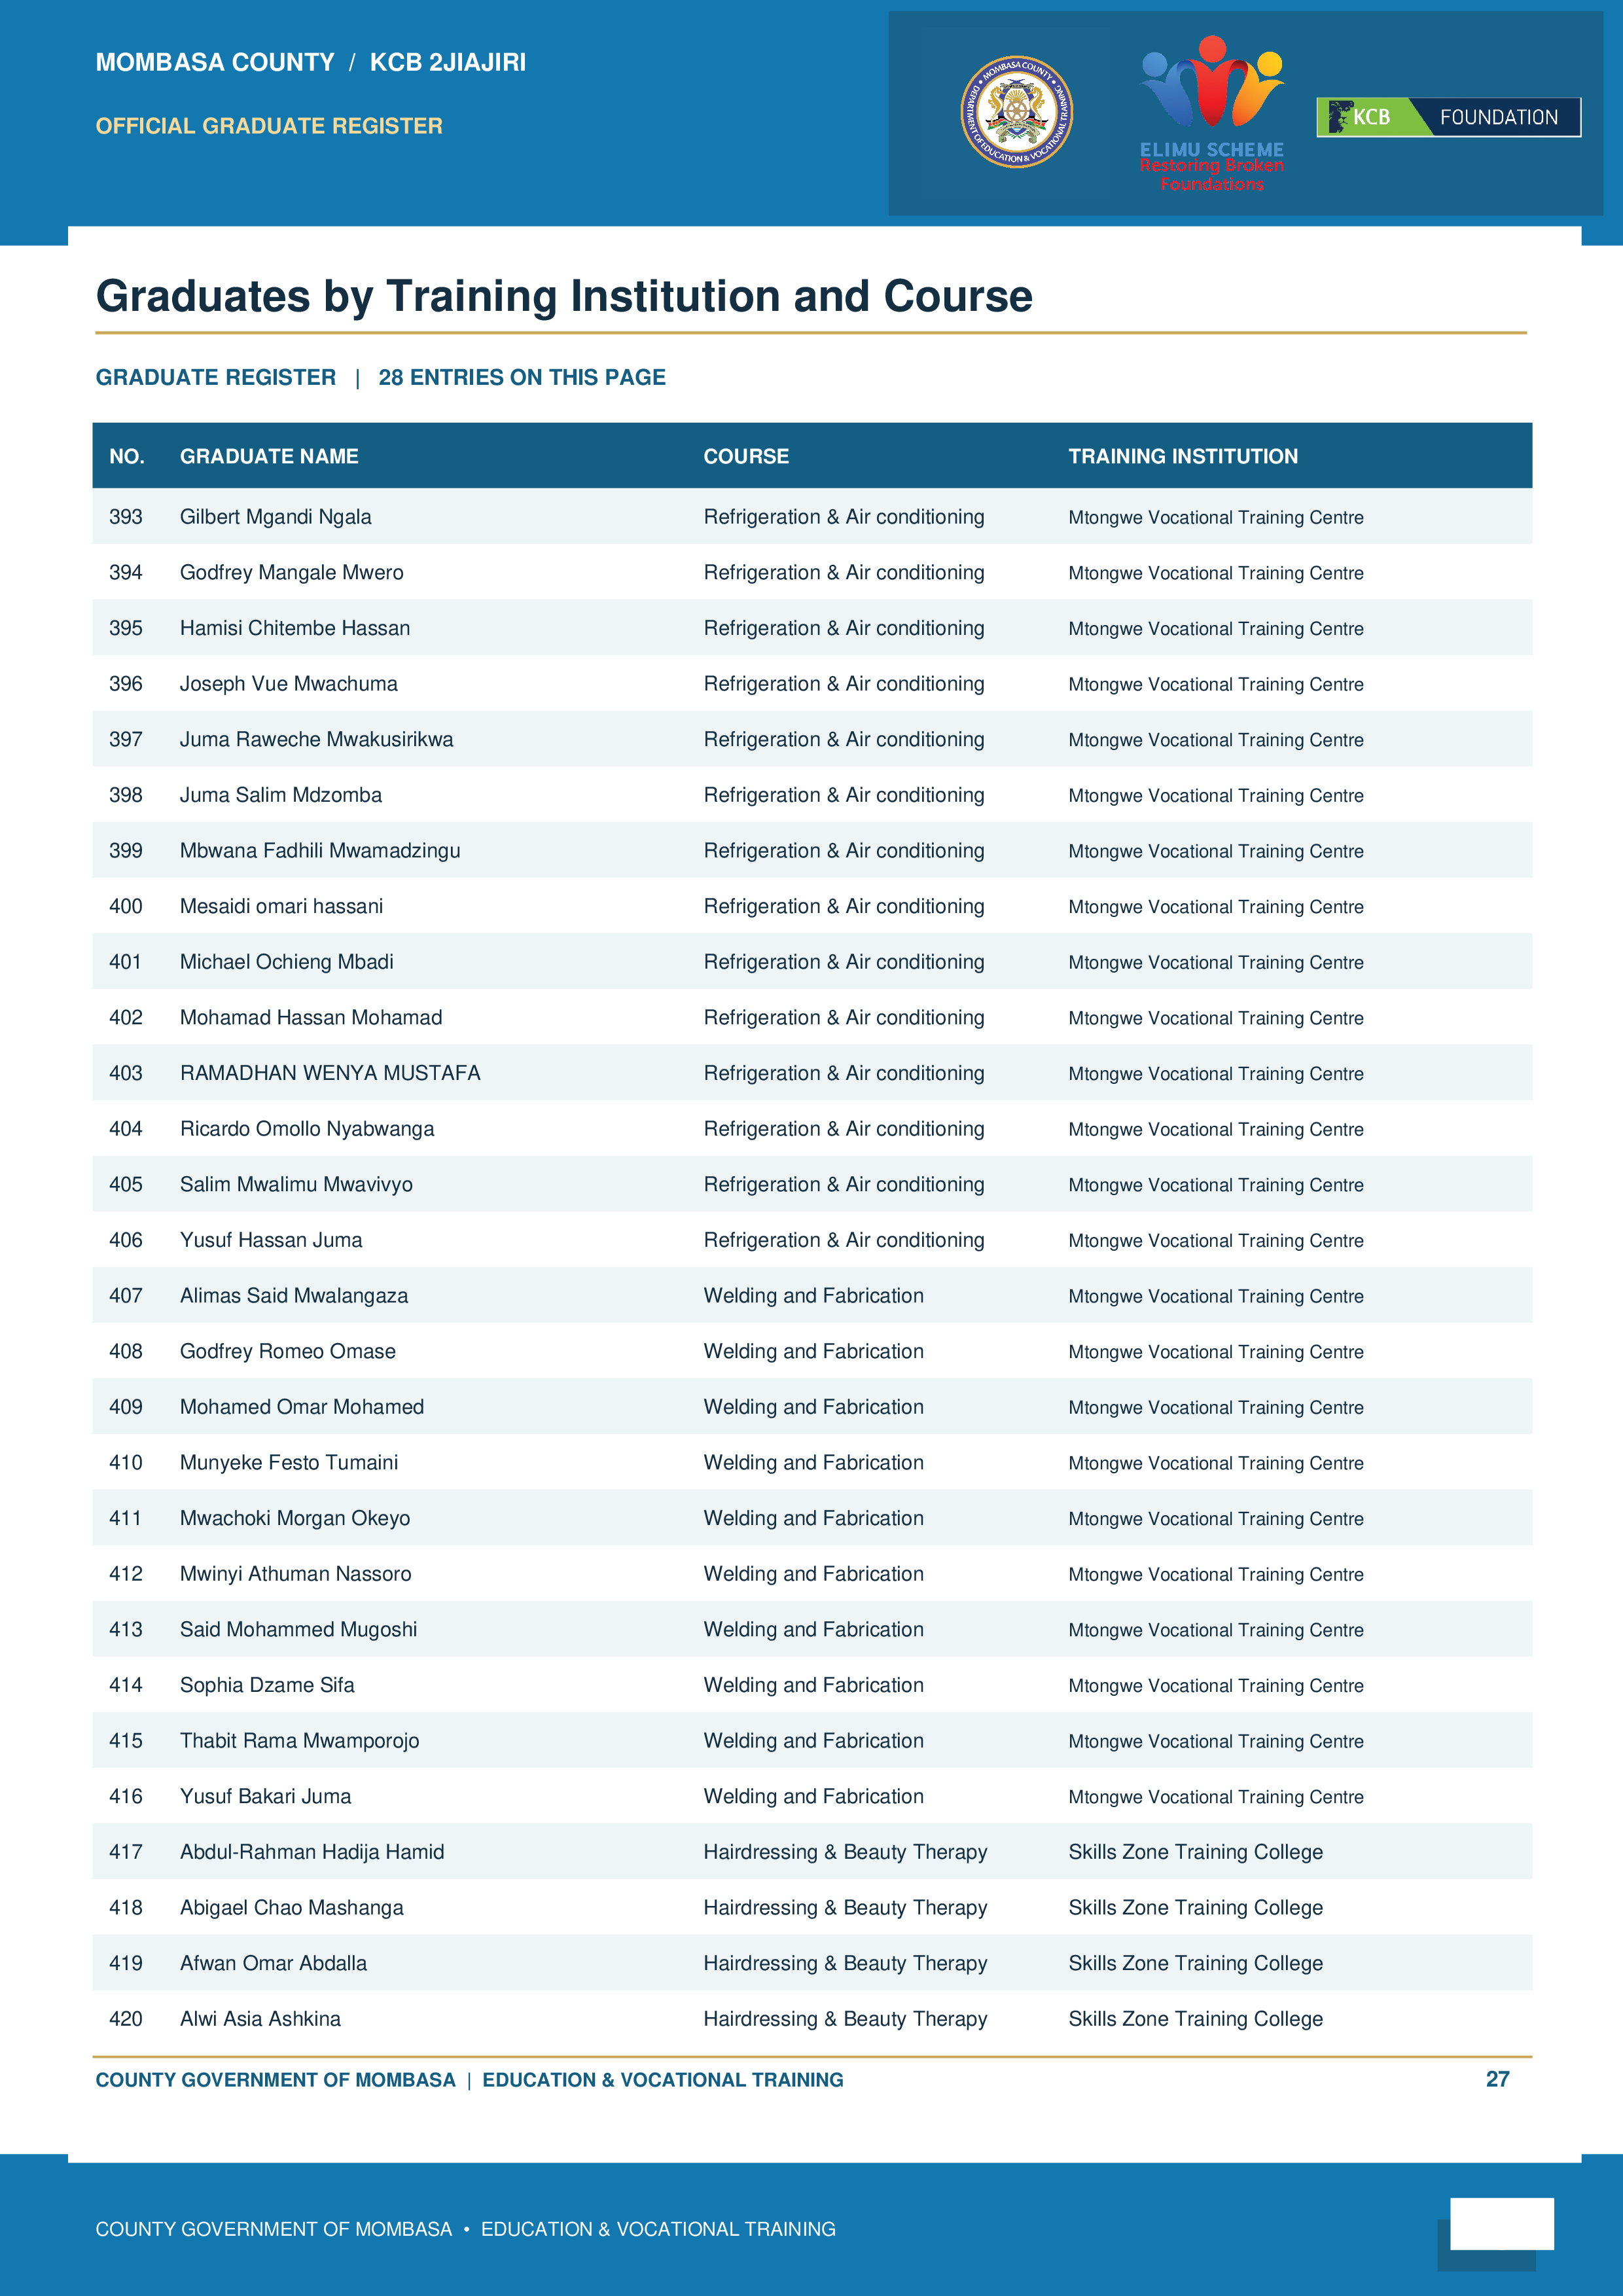 MOMBASA COUNTY / KCB 2JIAJIRI
OFFICIAL GRADUATE REGISTER
MOMBASA COUNTY
DEPARTMENT OF EDUCATION & VOCATIONAL TRAINING
ELIMU SCHEME
Restoring Broken
Foundations
KCB FOUNDATION
Graduates by Training Institution and Course
GRADUATE REGISTER | 28 ENTRIES ON THIS PAGE
NO. GRADUATE NAME COURSE TRAINING INSTITUTION
393 Gilbert Mgandi Ngala Refrigeration & Air conditioning Mtongwe Vocational Training Centre
394 Godfrey Mangale Mwero Refrigeration & Air conditioning Mtongwe Vocational Training Centre
395 Hamisi Chitembe Hassan Refrigeration & Air conditioning Mtongwe Vocational Training Centre
396 Joseph Vue Mwachuma Refrigeration & Air conditioning Mtongwe Vocational Training Centre
397 Juma Raweche Mwakusirikwa Refrigeration & Air conditioning Mtongwe Vocational Training Centre
398 Juma Salim Mdzomba Refrigeration & Air conditioning Mtongwe Vocational Training Centre
399 Mbwana Fadhili Mwamadzingu Refrigeration & Air conditioning Mtongwe Vocational Training Centre
400 Mesaidi omari hassani Refrigeration & Air conditioning Mtongwe Vocational Training Centre
401 Michael Ochieng Mbadi Refrigeration & Air conditioning Mtongwe Vocational Training Centre
402 Mohamad Hassan Mohamad Refrigeration & Air conditioning Mtongwe Vocational Training Centre
403 RAMADHAN WENYA MUSTAFA Refrigeration & Air conditioning Mtongwe Vocational Training Centre
404 Ricardo Omollo Nyabwanga Refrigeration & Air conditioning Mtongwe Vocational Training Centre
405 Salim Mwalimu Mwavivyo Refrigeration & Air conditioning Mtongwe Vocational Training Centre
406 Yusuf Hassan Juma Refrigeration & Air conditioning Mtongwe Vocational Training Centre
407 Alimas Said Mwalangaza Welding and Fabrication Mtongwe Vocational Training Centre
408 Godfrey Romeo Omase Welding and Fabrication Mtongwe Vocational Training Centre
409 Mohamed Omar Mohamed Welding and Fabrication Mtongwe Vocational Training Centre
410 Munyeke Festo Tumaini Welding and Fabrication Mtongwe Vocational Training Centre
411 Mwachoki Morgan Okeyo Welding and Fabrication Mtongwe Vocational Training Centre
412 Mwinyi Athuman Nassoro Welding and Fabrication Mtongwe Vocational Training Centre
413 Said Mohammed Mugoshi Welding and Fabrication Mtongwe Vocational Training Centre
414 Sophia Dzame Sifa Welding and Fabrication Mtongwe Vocational Training Centre
415 Thabit Rama Mwamporojo Welding and Fabrication Mtongwe Vocational Training Centre
416 Yusuf Bakari Juma Welding and Fabrication Mtongwe Vocational Training Centre
417 Abdul-Rahman Hadija Hamid Hairdressing & Beauty Therapy Skills Zone Training College
418 Abigael Chao Mashanga Hairdressing & Beauty Therapy Skills Zone Training College
419 Afwan Omar Abdalla Hairdressing & Beauty Therapy Skills Zone Training College
420 Alwi Asia Ashkina Hairdressing & Beauty Therapy Skills Zone Training College
COUNTY GOVERNMENT OF MOMBASA | EDUCATION & VOCATIONAL TRAINING 27
COUNTY GOVERNMENT OF MOMBASA • EDUCATION & VOCATIONAL TRAINING